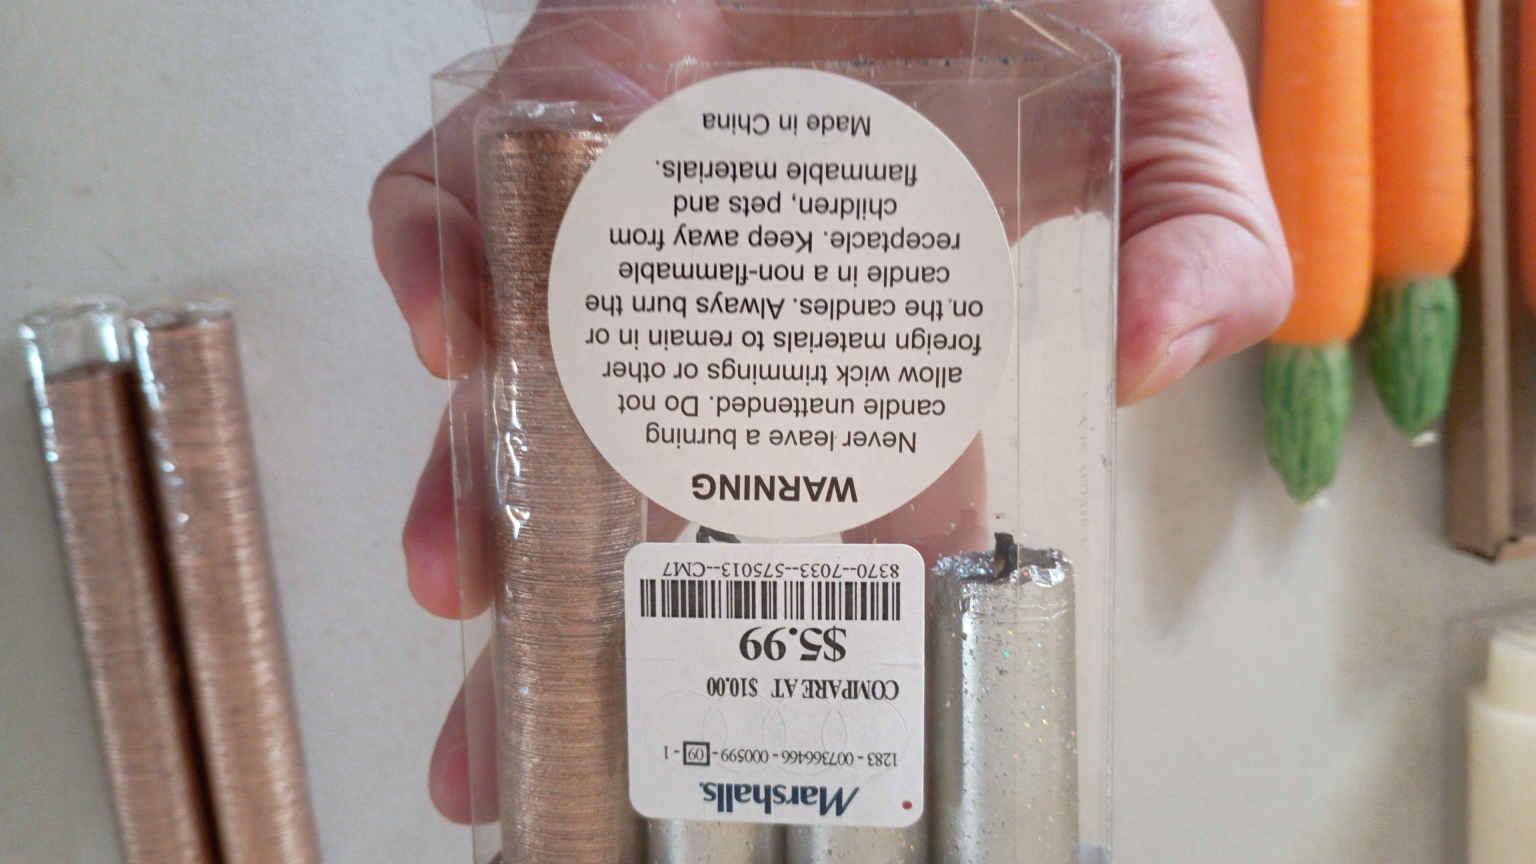 Marshalls.
1283 - 007366466 - 000599 - 09 - 1
COMPARE AT $10.00
$5.99
8370--7033--575013--CM7
WARNING
Never leave a burning
candle unattended. Do not
allow wick trimmings or other
foreign materials to remain in or
on the candles. Always burn the
candle in a non-flammable
receptacle. Keep away from
children, pets and
flammable materials.
Made in China